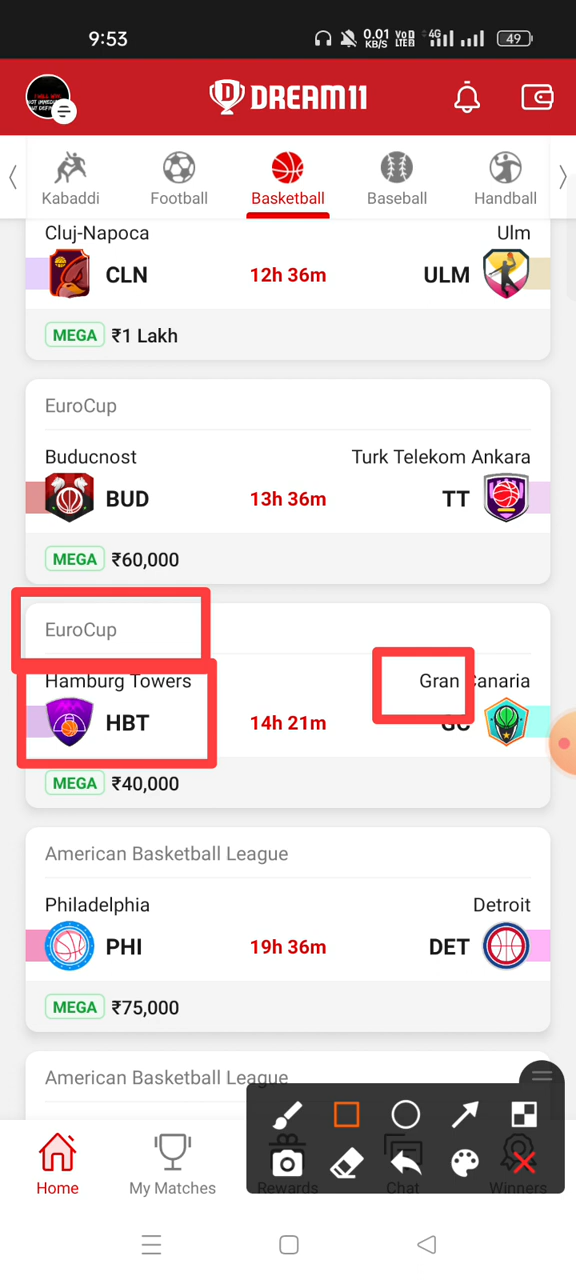 9:53
0.01 KB/S
VoD LTEB
4G
49
DREAM11
Kabaddi
Football
Basketball
Baseball
Handball
Cluj-Napoca
Ulm
CLN
12h 36m
ULM
MEGA ₹1 Lakh
EuroCup
Buducnost
Turk Telekom Ankara
BUD
13h 36m
TT
MEGA ₹60,000
EuroCup
Hamburg Towers
Gran Canaria
HBT
14h 21m
GC
MEGA ₹40,000
American Basketball League
Philadelphia
Detroit
PHI
19h 36m
DET
MEGA ₹75,000
American Basketball League
Home
My Matches
Rewards
Chat
Winners